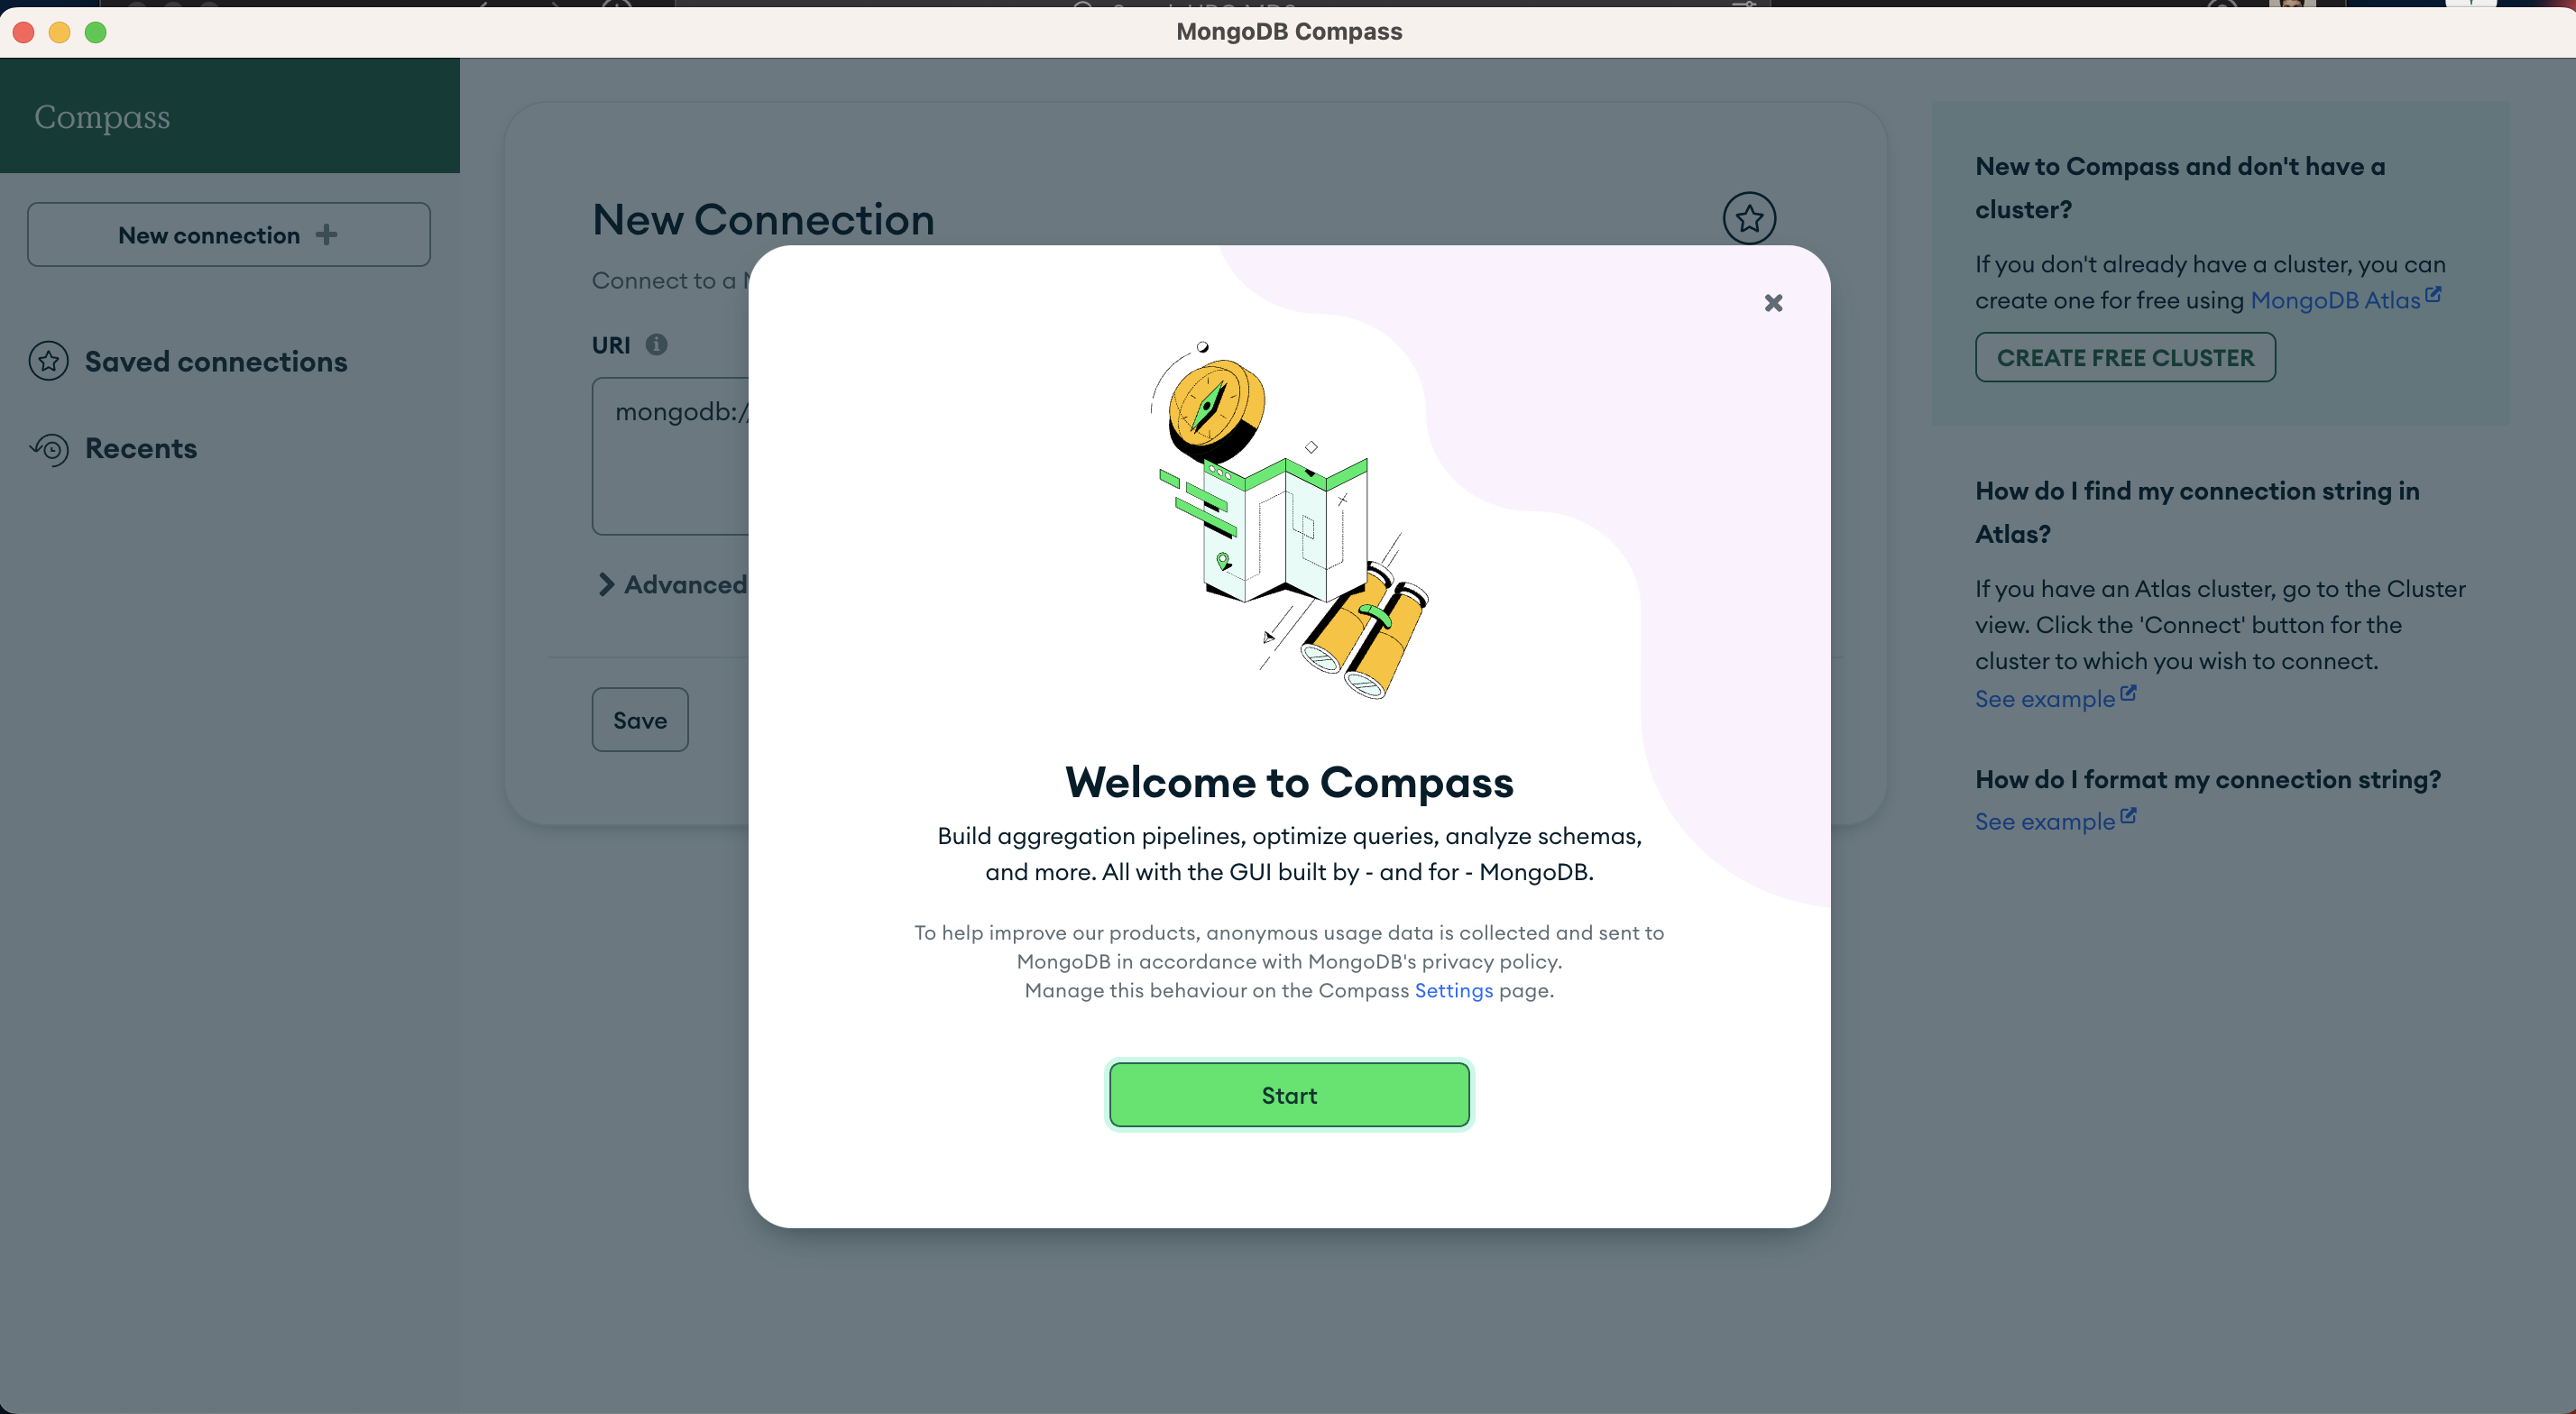 MongoDB Compass
Compass
New connection
Saved connections
Recents
New Connection
Connect to a
URI
mongodb://
Advanced
Save
Welcome to Compass
Build aggregation pipelines, optimize queries, analyze schemas,
and more. All with the GUI built by - and for - MongoDB.
To help improve our products, anonymous usage data is collected and sent to
MongoDB in accordance with MongoDB's privacy policy.
Manage this behaviour on the Compass Settings page.
Start
New to Compass and don't have a
cluster?
If you don't already have a cluster, you can
create one for free using MongoDB Atlas
CREATE FREE CLUSTER
How do I find my connection string in
Atlas?
If you have an Atlas cluster, go to the Cluster
view. Click the 'Connect' button for the
cluster to which you wish to connect.
See example
How do I format my connection string?
See example